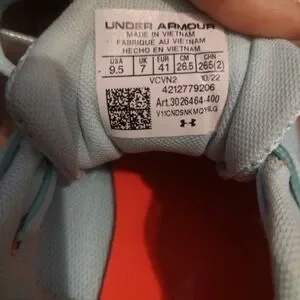 UNDER ARMOUR
MADE IN VIETNAM
FABRIQUE AU VIETNAM
HECHO EN VIETNAM
USA UK EUR CM CHN
9.5 7 41 26.5 265(2)
VCVN2 10/22
4212779206
Art.3026464-400